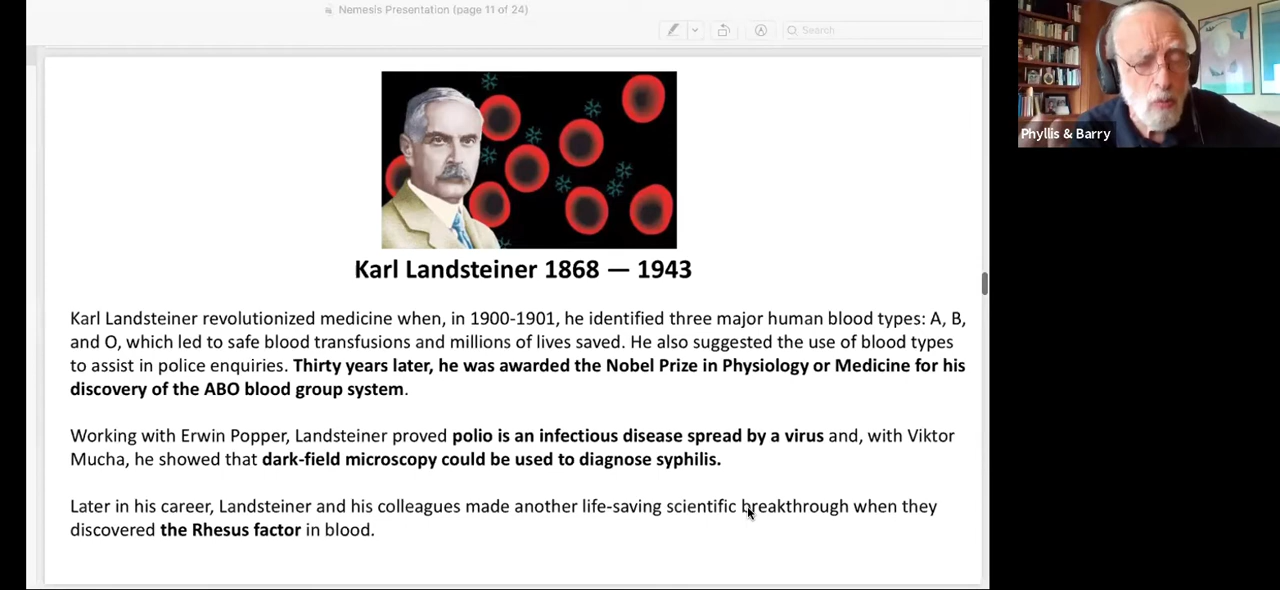 Nemesis Presentation (page 11 of 24)
Search
Phyllis & Barry
Karl Landsteiner 1868 — 1943
Karl Landsteiner revolutionized medicine when, in 1900-1901, he identified three major human blood types: A, B,
and O, which led to safe blood transfusions and millions of lives saved. He also suggested the use of blood types
to assist in police enquiries. Thirty years later, he was awarded the Nobel Prize in Physiology or Medicine for his
discovery of the ABO blood group system.
Working with Erwin Popper, Landsteiner proved polio is an infectious disease spread by a virus and, with Viktor
Mucha, he showed that dark-field microscopy could be used to diagnose syphilis.
Later in his career, Landsteiner and his colleagues made another life-saving scientific breakthrough when they
discovered the Rhesus factor in blood.